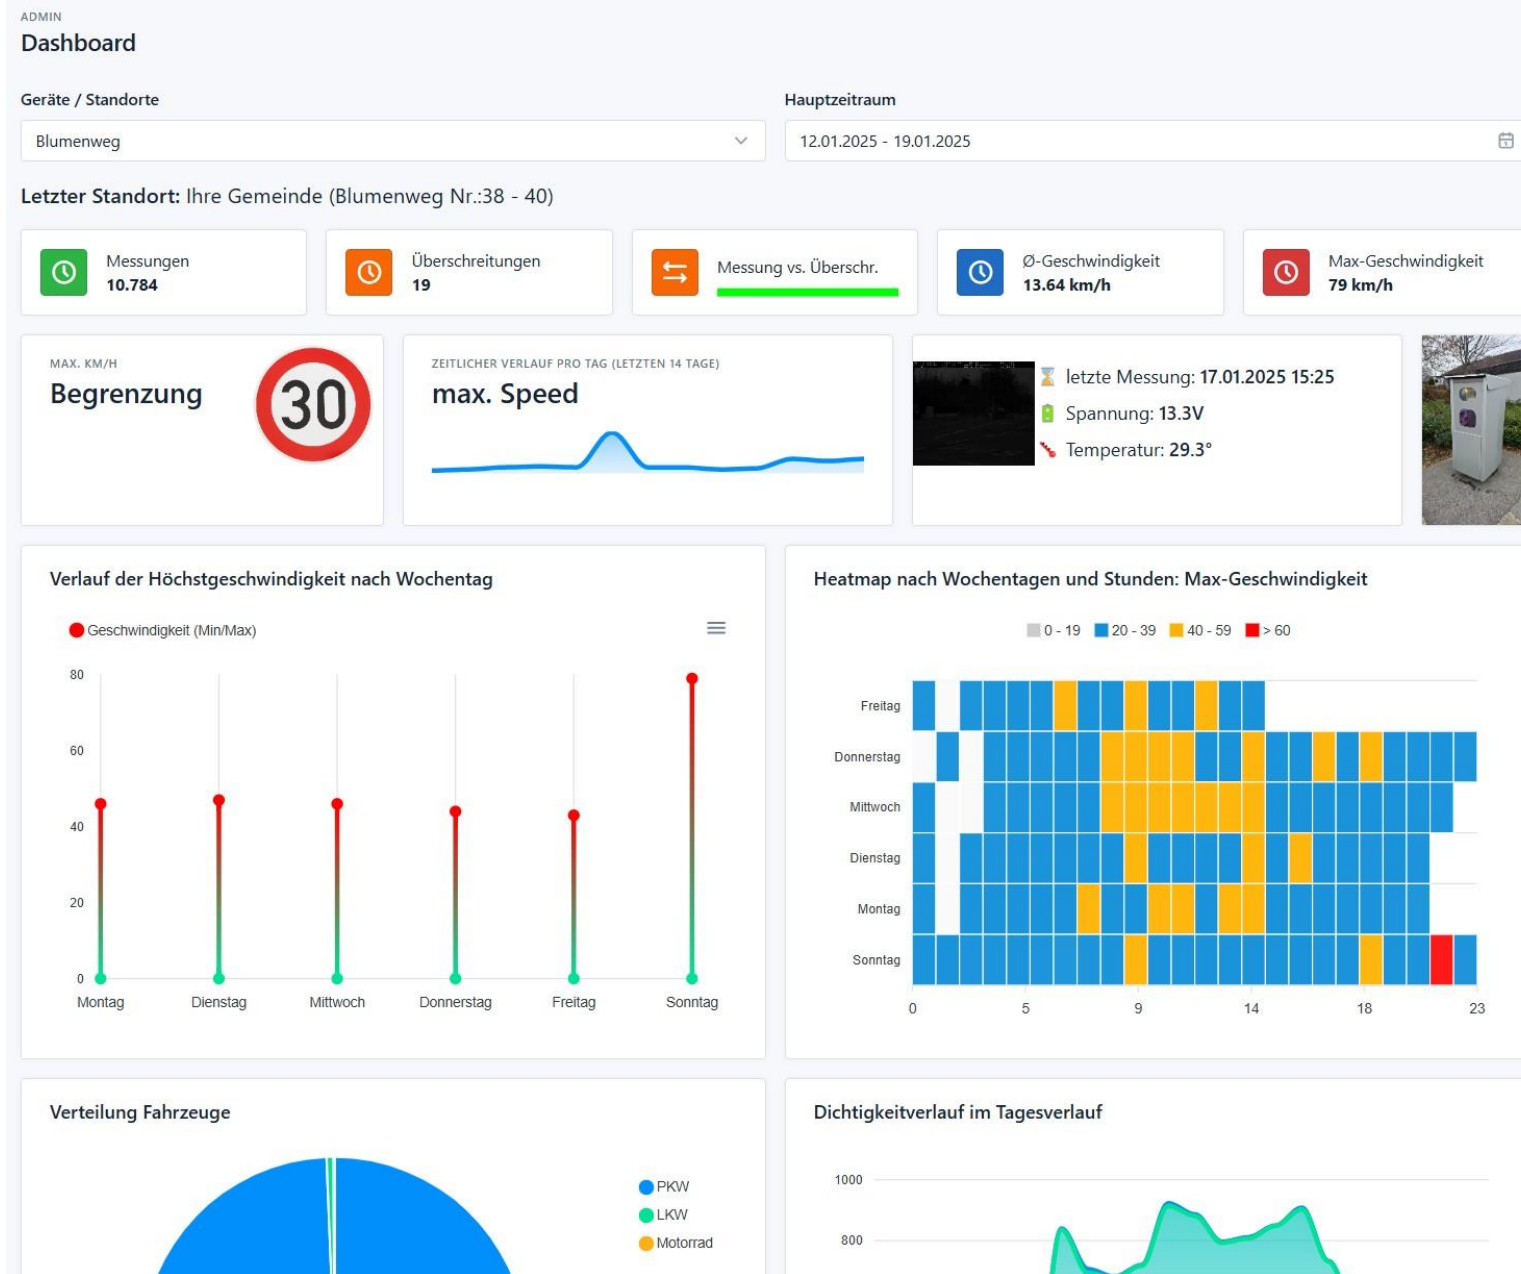 ADMIN
Dashboard
Geräte / Standorte
Hauptzeitraum
Blumenweg
12.01.2025 - 19.01.2025
Letzter Standort: Ihre Gemeinde (Blumenweg Nr.:38 - 40)
Messungen
10.784
Überschreitungen
19
Messung vs. Überschr.
Ø-Geschwindigkeit
13.64 km/h
Max-Geschwindigkeit
79 km/h
MAX. KM/H
Begrenzung
30
ZEITLICHER VERLAUF PRO TAG (LETZTEN 14 TAGE)
max. Speed
letzte Messung: 17.01.2025 15:25
Spannung: 13.3V
Temperatur: 29.3°
Verlauf der Höchstgeschwindigkeit nach Wochentag
Geschwindigkeit (Min/Max)
80
60
40
20
0
Montag Dienstag Mittwoch Donnerstag Freitag Sonntag
Heatmap nach Wochentagen und Stunden: Max-Geschwindigkeit
0 - 19 20 - 39 40 - 59 > 60
Freitag
Donnerstag
Mittwoch
Dienstag
Montag
Sonntag
0 5 9 14 18 23
Verteilung Fahrzeuge
PKW
LKW
Motorrad
Dichtigkeitverlauf im Tagesverlauf
1000
800